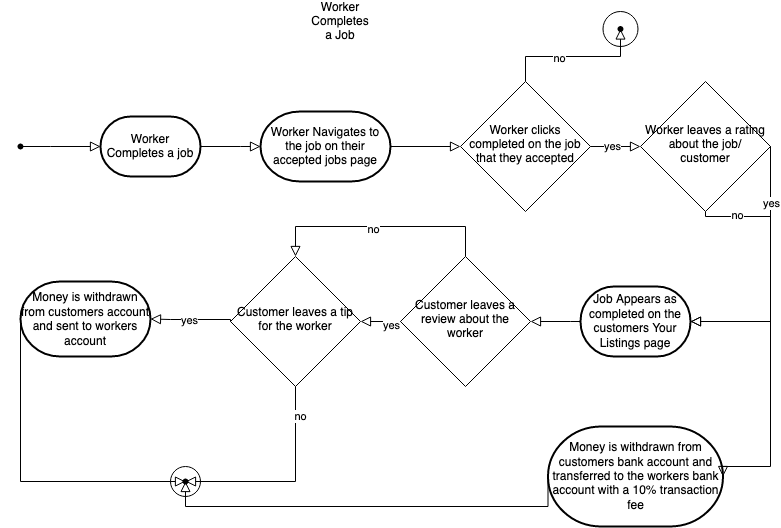 Worker
Completes
a Job
no
Worker
Completes a job
Worker Navigates to
the job on their
accepted jobs page
Worker clicks
completed on the job
that they accepted
yes
Worker leaves a rating
about the job/
customer
yes
no
no
Money is withdrawn
from customers account
and sent to workers
account
yes
Customer leaves a tip
for the worker
yes
Customer leaves a
review about the
worker
Job Appears as
completed on the
customers Your
Listings page
no
Money is withdrawn from
customers bank account and
transferred to the workers bank
account with a 10% transaction
fee